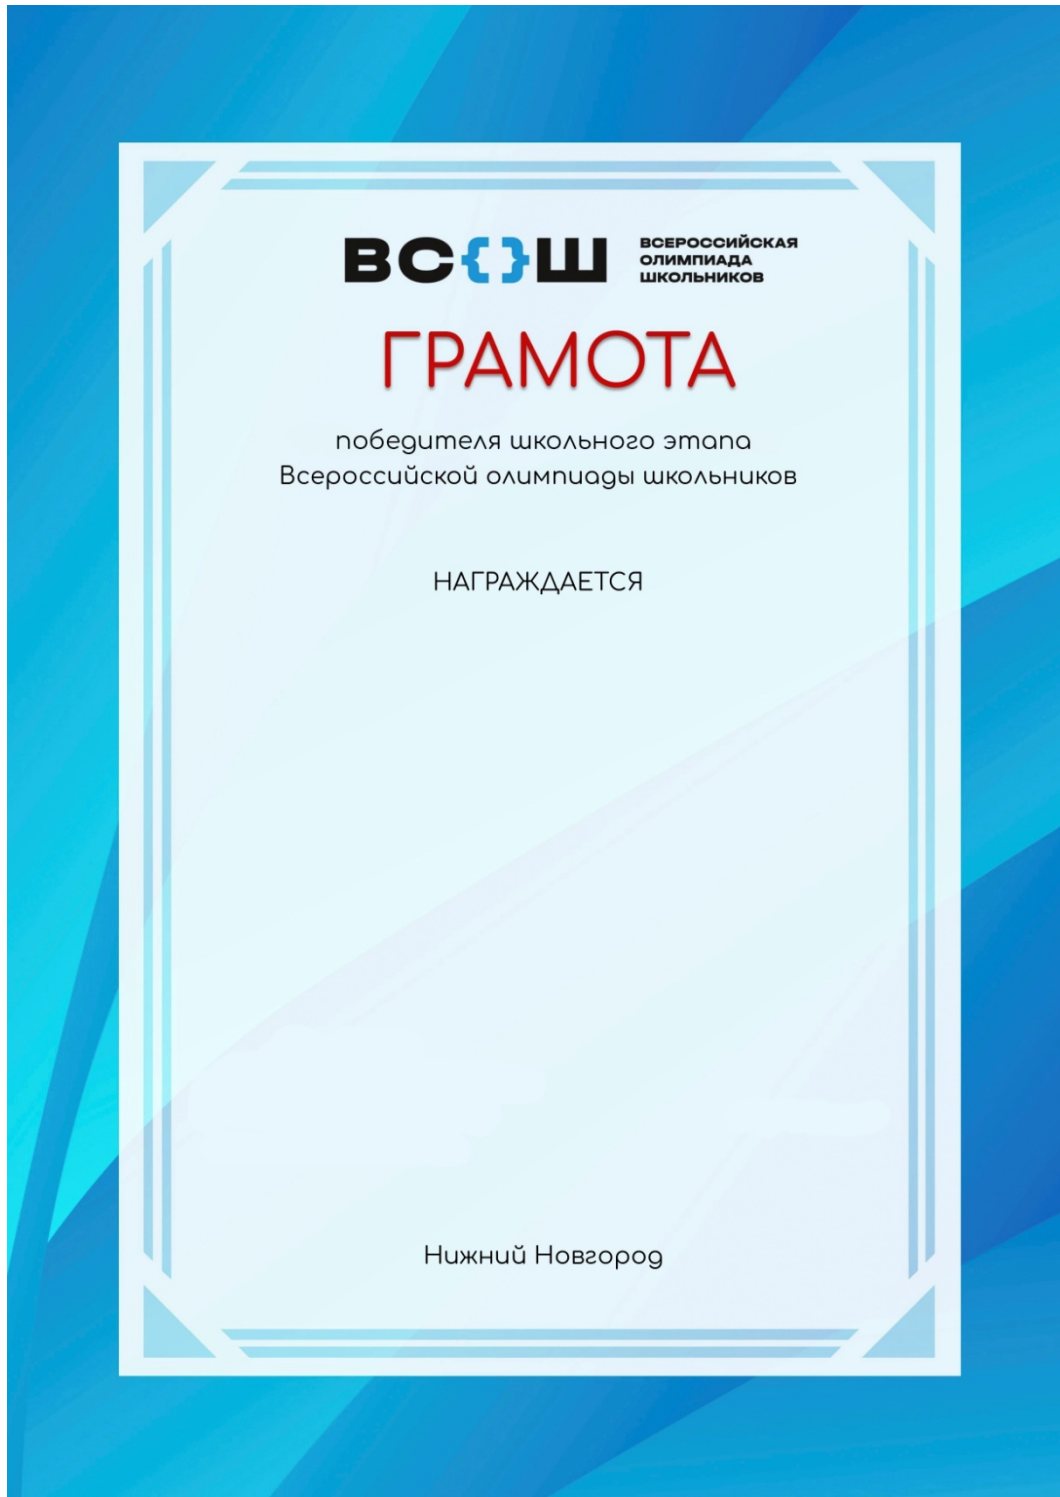 ВС{}Ш
ВСЕРОССИЙСКАЯ
ОЛИМПИАДА
ШКОЛЬНИКОВ
ГРАМОТА
победителя школьного этапа
Всероссийской олимпиады школьников
НАГРАЖДАЕТСЯ
Нижний Новгород